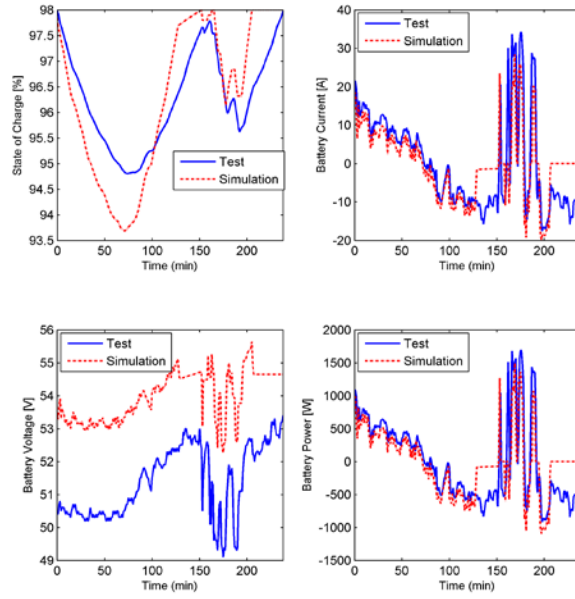 98
97.5
97
96.5
96
95.5
95
94.5
94
93.5
State of Charge [%]
Test
Simulation
0 50 100 150 200
Time (min)
40
30
20
10
0
-10
-20
Battery Current [A]
Test
Simulation
0 50 100 150 200
Time (min)
56
55
54
53
52
51
50
49
Battery Voltage [V]
Test
Simulation
0 50 100 150 200
Time (min)
2000
1500
1000
500
0
-500
-1000
-1500
Battery Power [W]
Test
Simulation
0 50 100 150 200
Time (min)